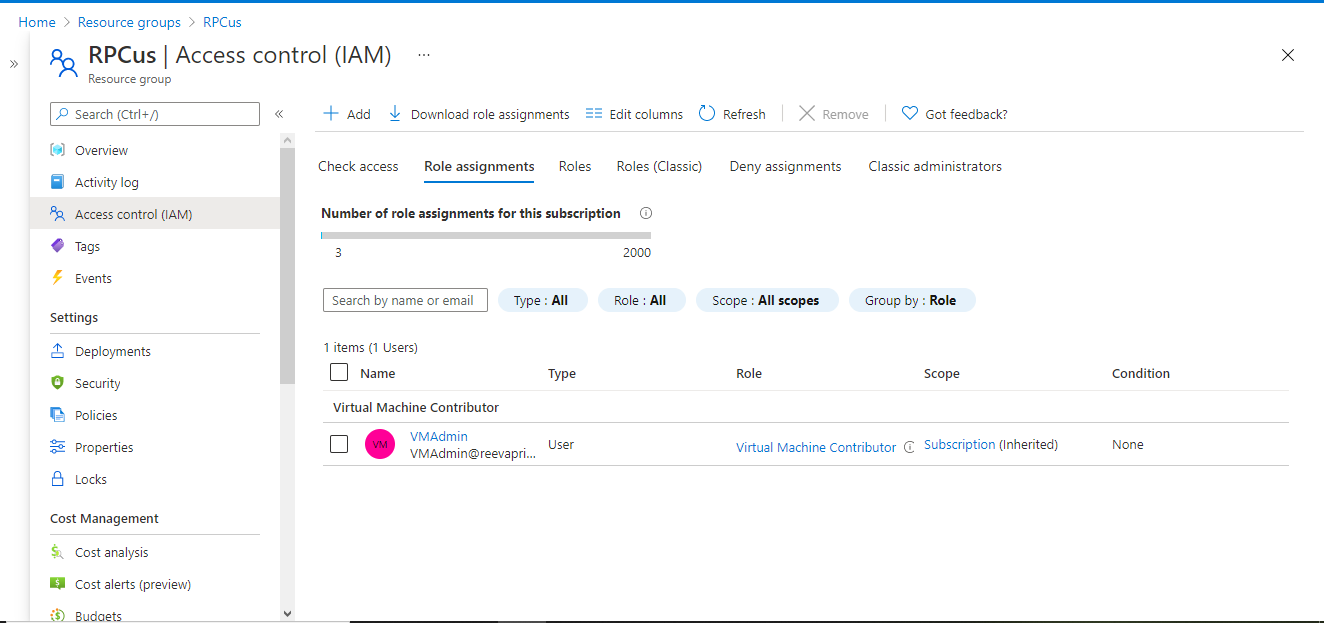 Home > Resource groups > RPCus
RPCus | Access control (IAM) ...
Resource group
Search (Ctrl+/)
Overview
Activity log
Access control (IAM)
Tags
Events
Settings
Deployments
Security
Policies
Properties
Locks
Cost Management
Cost analysis
Cost alerts (preview)
Budgets
Add Download role assignments Edit columns Refresh Remove Got feedback?
Check access Role assignments Roles Roles (Classic) Deny assignments Classic administrators
Number of role assignments for this subscription
3 2000
Search by name or email Type : All Role : All Scope : All scopes Group by : Role
1 items (1 Users)
Name Type Role Scope Condition
Virtual Machine Contributor
VM VMAdmin User Virtual Machine Contributor Subscription (Inherited) None
VMAdmin@reevapri...